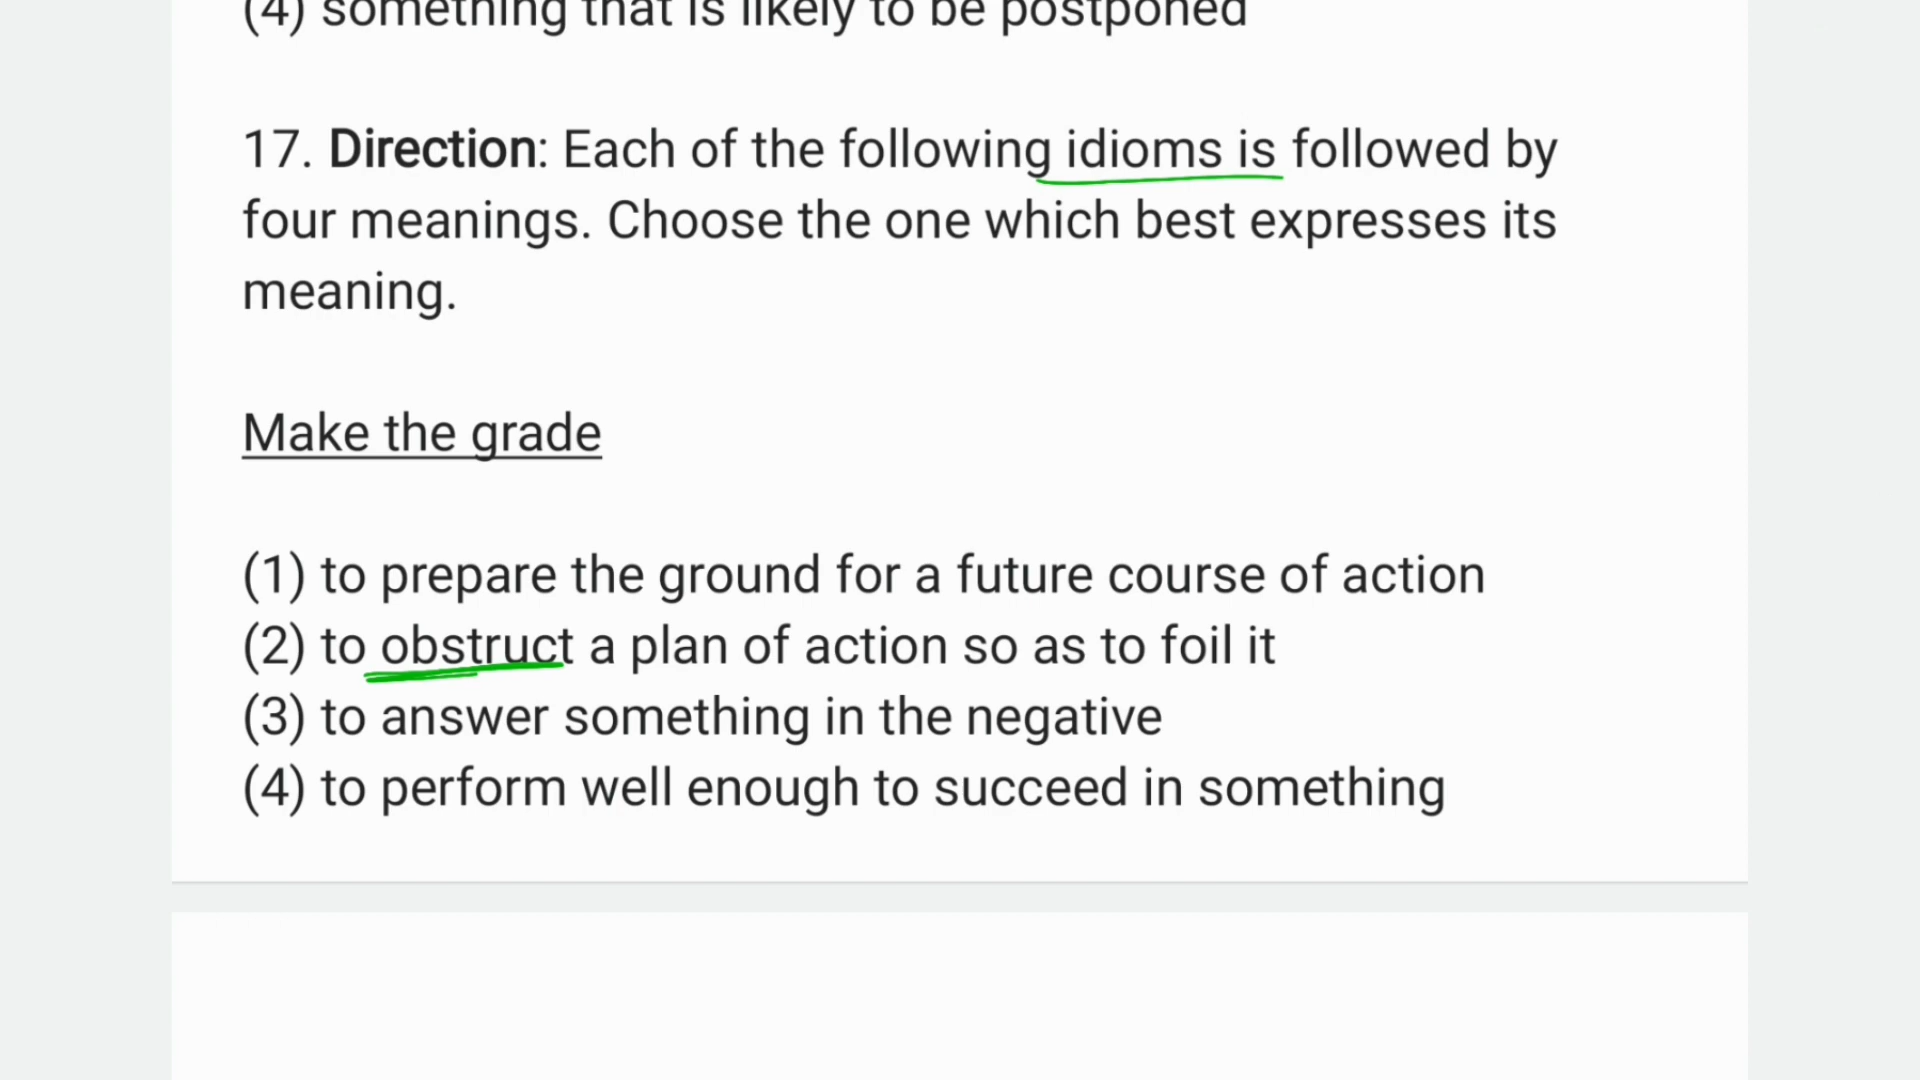 (4) something that is likely to be postponed
17. Direction: Each of the following idioms is followed by
four meanings. Choose the one which best expresses its
meaning.
Make the grade
(1) to prepare the ground for a future course of action
(2) to obstruct a plan of action so as to foil it
(3) to answer something in the negative
(4) to perform well enough to succeed in something